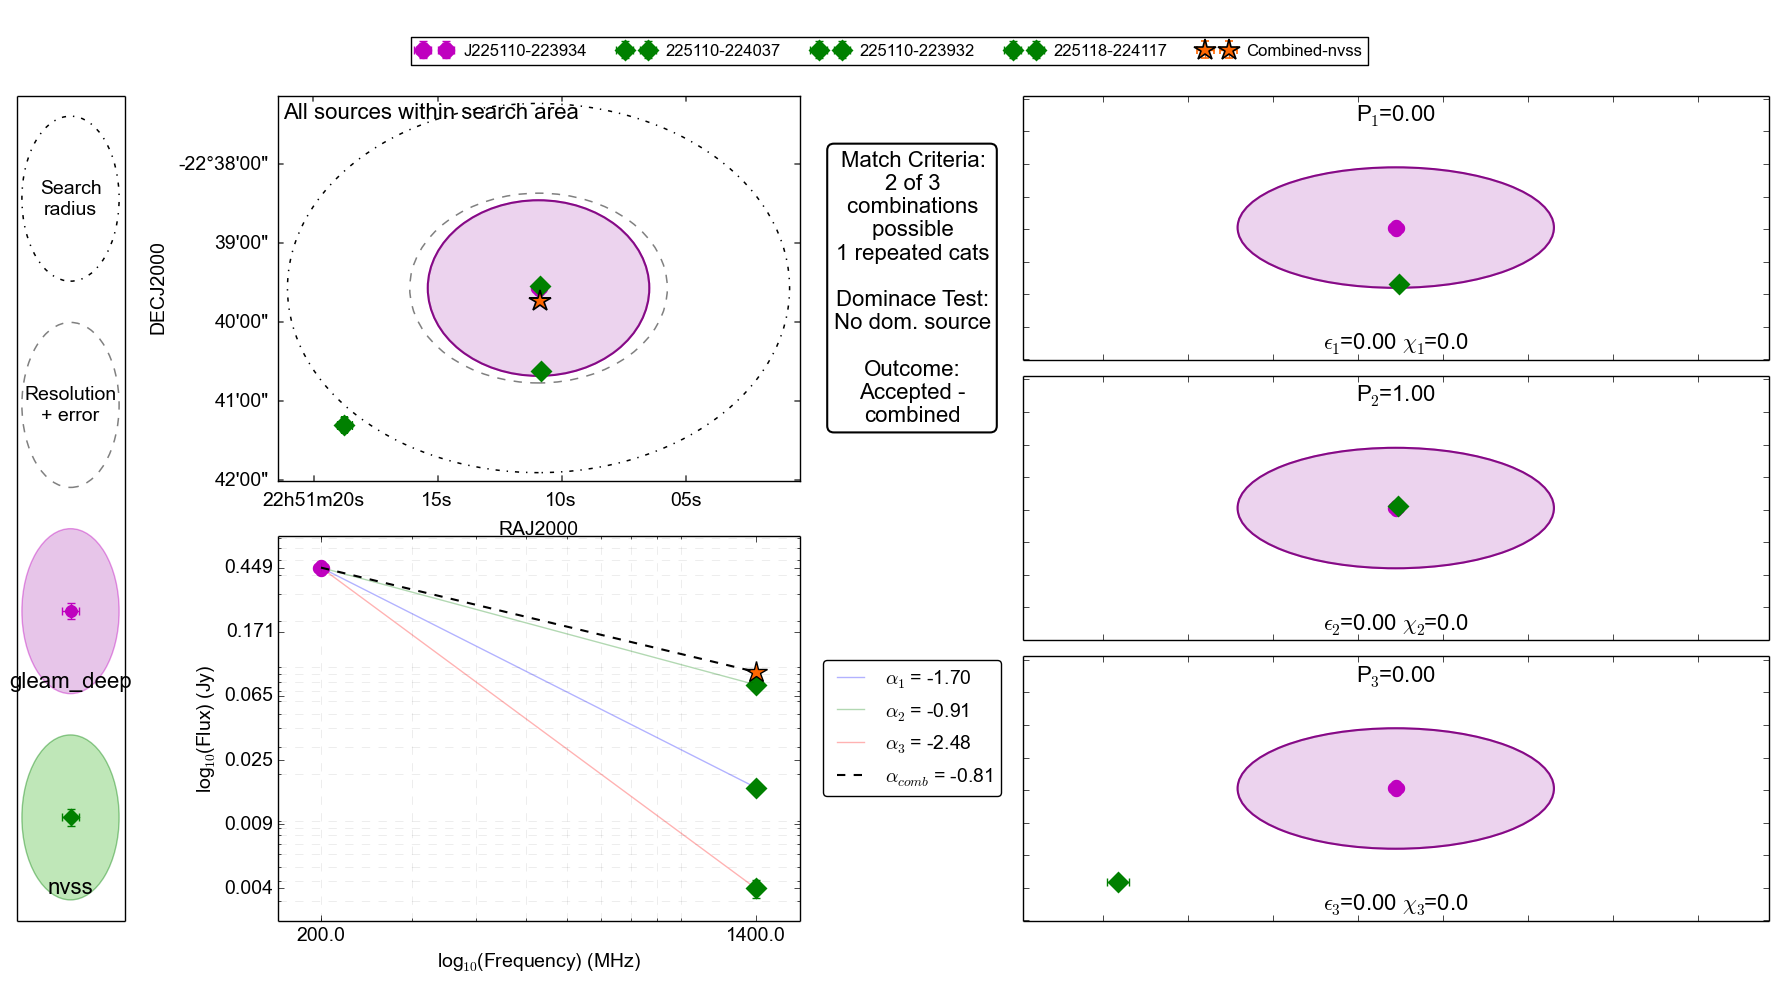 J225110-223934
225110-224037
225110-223932
225118-224117
Combined-nvss
Search
radius
Resolution
+ error
gleam_deep
nvss
All sources within search area
-22°38'00"
39'00"
40'00"
41'00"
42'00"
DECJ2000
22h51m20s
15s
10s
05s
RAJ2000
Match Criteria:
2 of 3
combinations
possible
1 repeated cats
Dominace Test:
No dom. source
Outcome:
Accepted -
combined
0.449
0.171
0.065
0.025
0.009
0.004
log10(Flux) (Jy)
200.0
1400.0
log10(Frequency) (MHz)
α1 = -1.70
α2 = -0.91
α3 = -2.48
αcomb = -0.81
P1=0.00
ϵ1=0.00 χ1=0.0
P2=1.00
ϵ2=0.00 χ2=0.0
P3=0.00
ϵ3=0.00 χ3=0.0